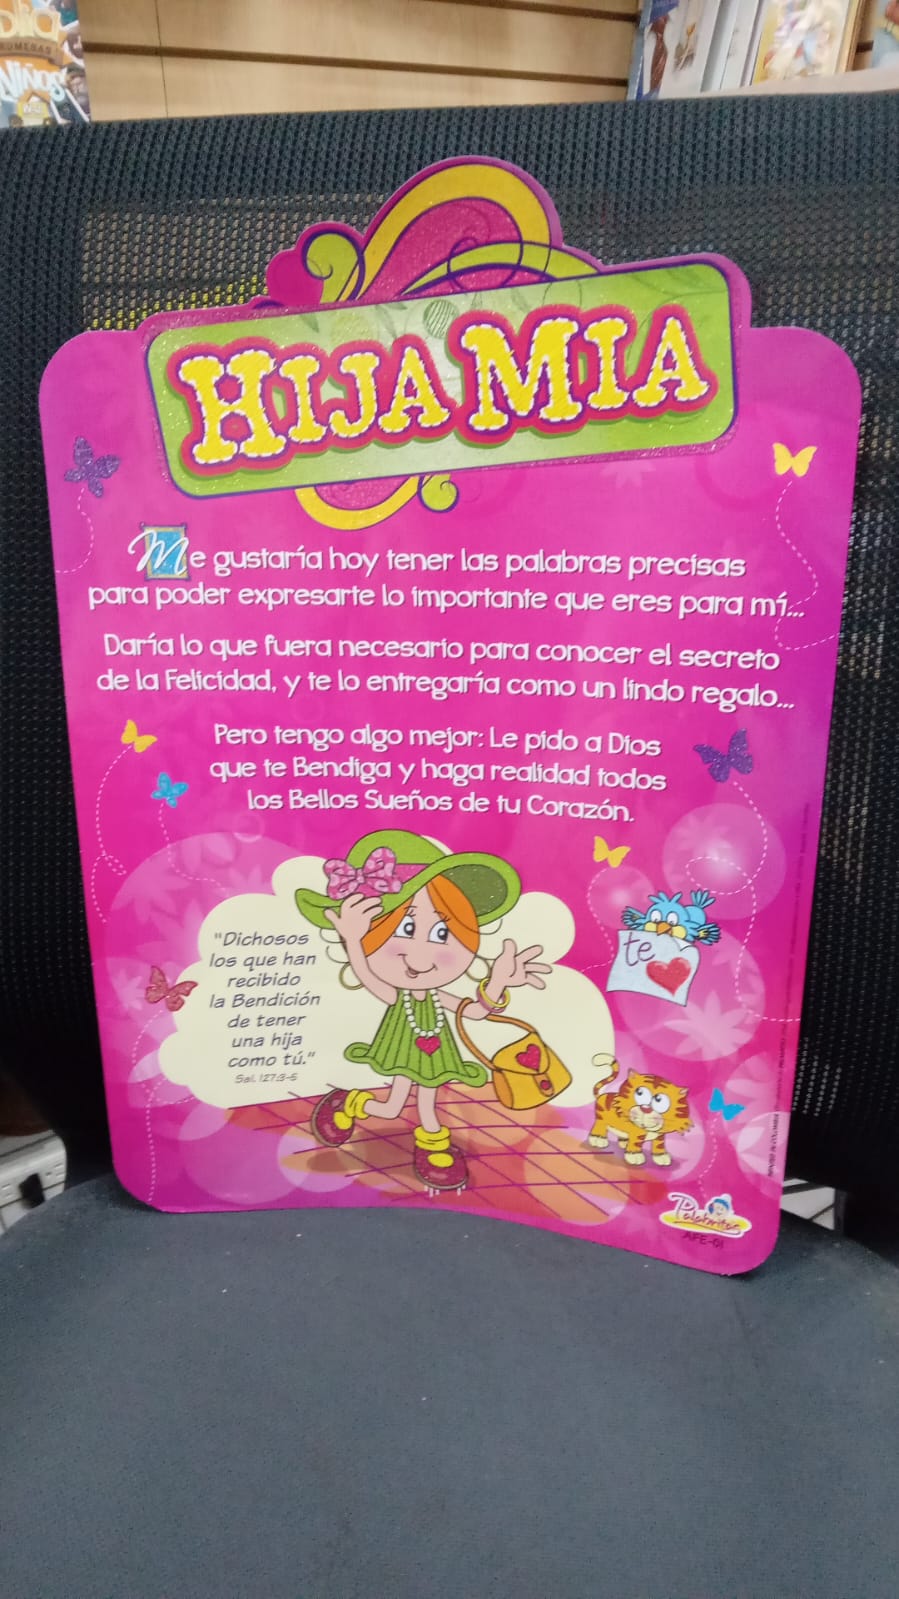 Niños
HIJA MIA
Me gustaría hoy tener las palabras precisas
para poder expresarte lo importante que eres para mí...
Daría lo que fuera necesario para conocer el secreto
de la Felicidad, y te lo entregaría como un lindo regalo...
Pero tengo algo mejor: Le pido a Dios
que te Bendiga y haga realidad todos
los Bellos Sueños de tu Corazón.
"Dichosos
los que han
recibido
la Bendición
de tener
una hija
como tú."
Sal. 127:3-5
te
Palabritas
AFE-01